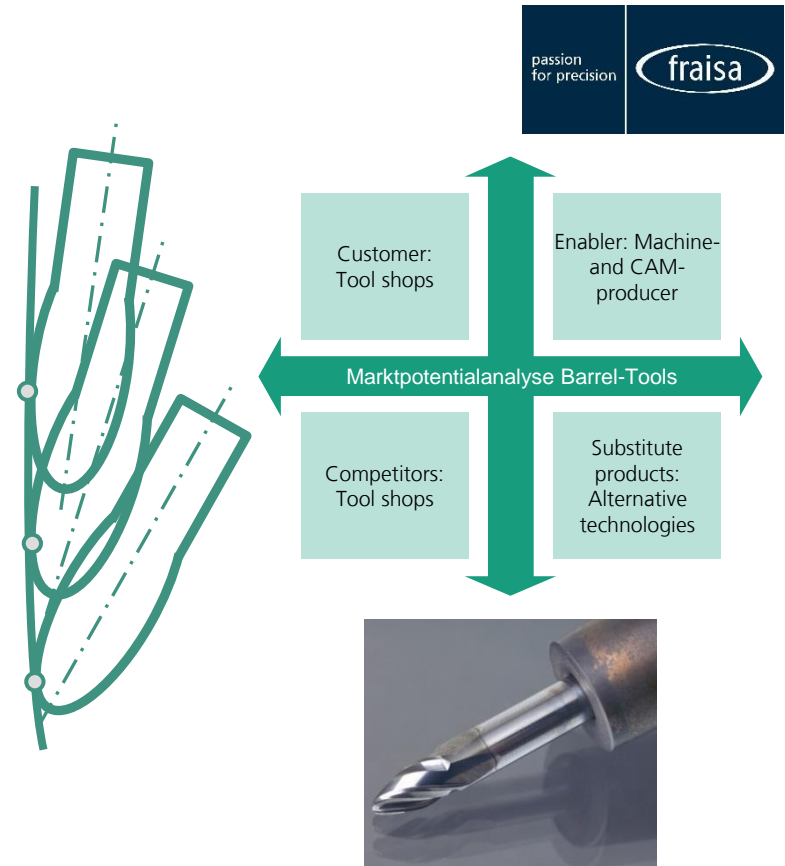 passion
for precision
fraisa
Customer:
Tool shops
Enabler: Machine-
and CAM-
producer
Marktpotentialanalyse Barrel-Tools
Competitors:
Tool shops
Substitute
products:
Alternative
technologies